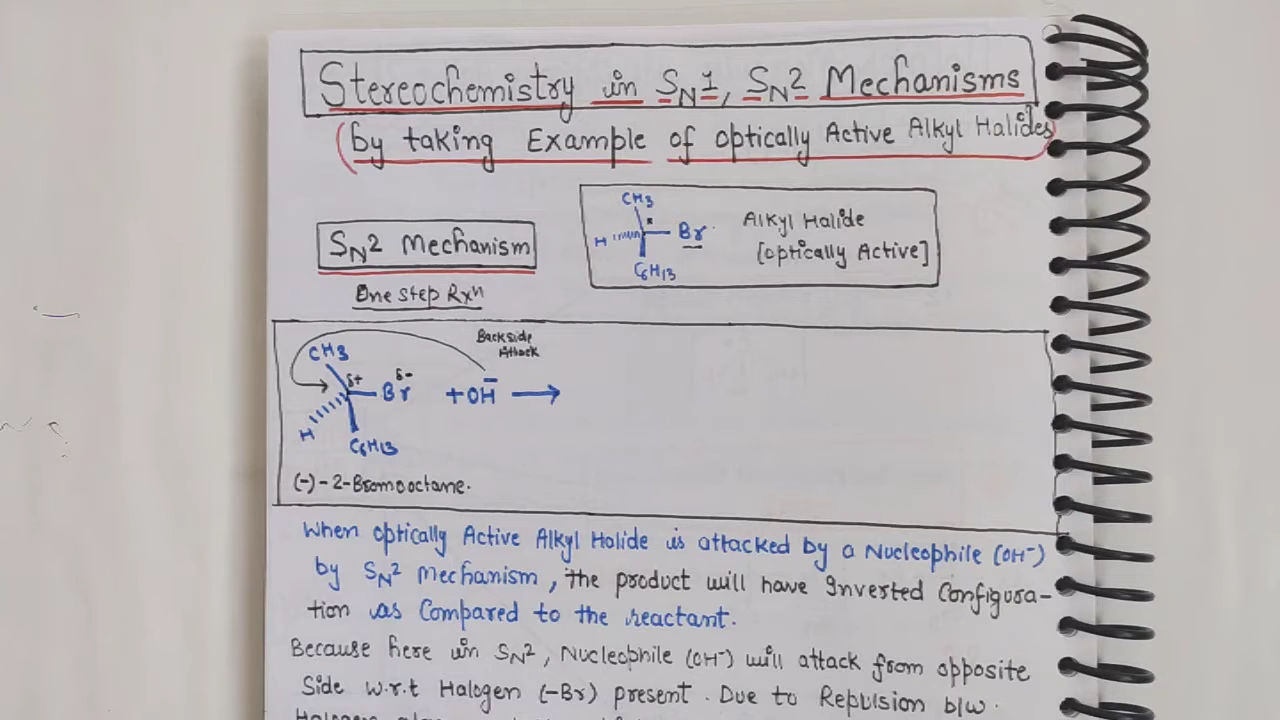 Stereochemistry in SN1, SN2 Mechanisms
(by taking Example of optically Active Alkyl Halides)
CH3
H
Br
C6H13
Alkyl Halide
[optically Active]
SN2 Mechanism
One step Rxn
Backside
Attack
CH3
δ+
Br
δ-
+OH-
H
C6H13
(-)-2-Bromooctane.
When optically Active Alkyl Halide is attacked by a Nucleophile (OH-)
by SN2 Mechanism, the product will have Inverted Configura-
tion as Compared to the reactant.
Because here in SN2, Nucleophile (OH-) will attack from opposite
Side w.r.t Halogen (-Br) present. Due to Repulsion b/w.